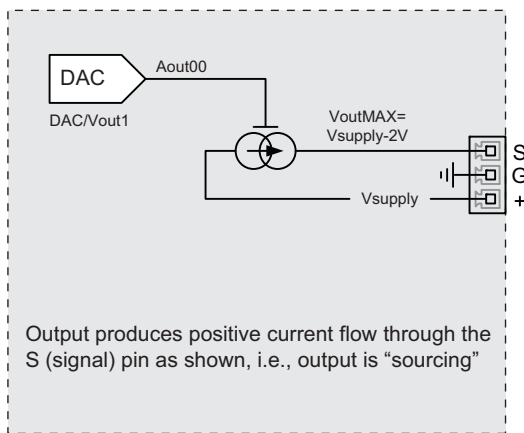 DAC
Aout00
DAC/Vout1
VoutMAX=
Vsupply-2V
S
G
Vsupply
+
Output produces positive current flow through the
S (signal) pin as shown, i.e., output is “sourcing”